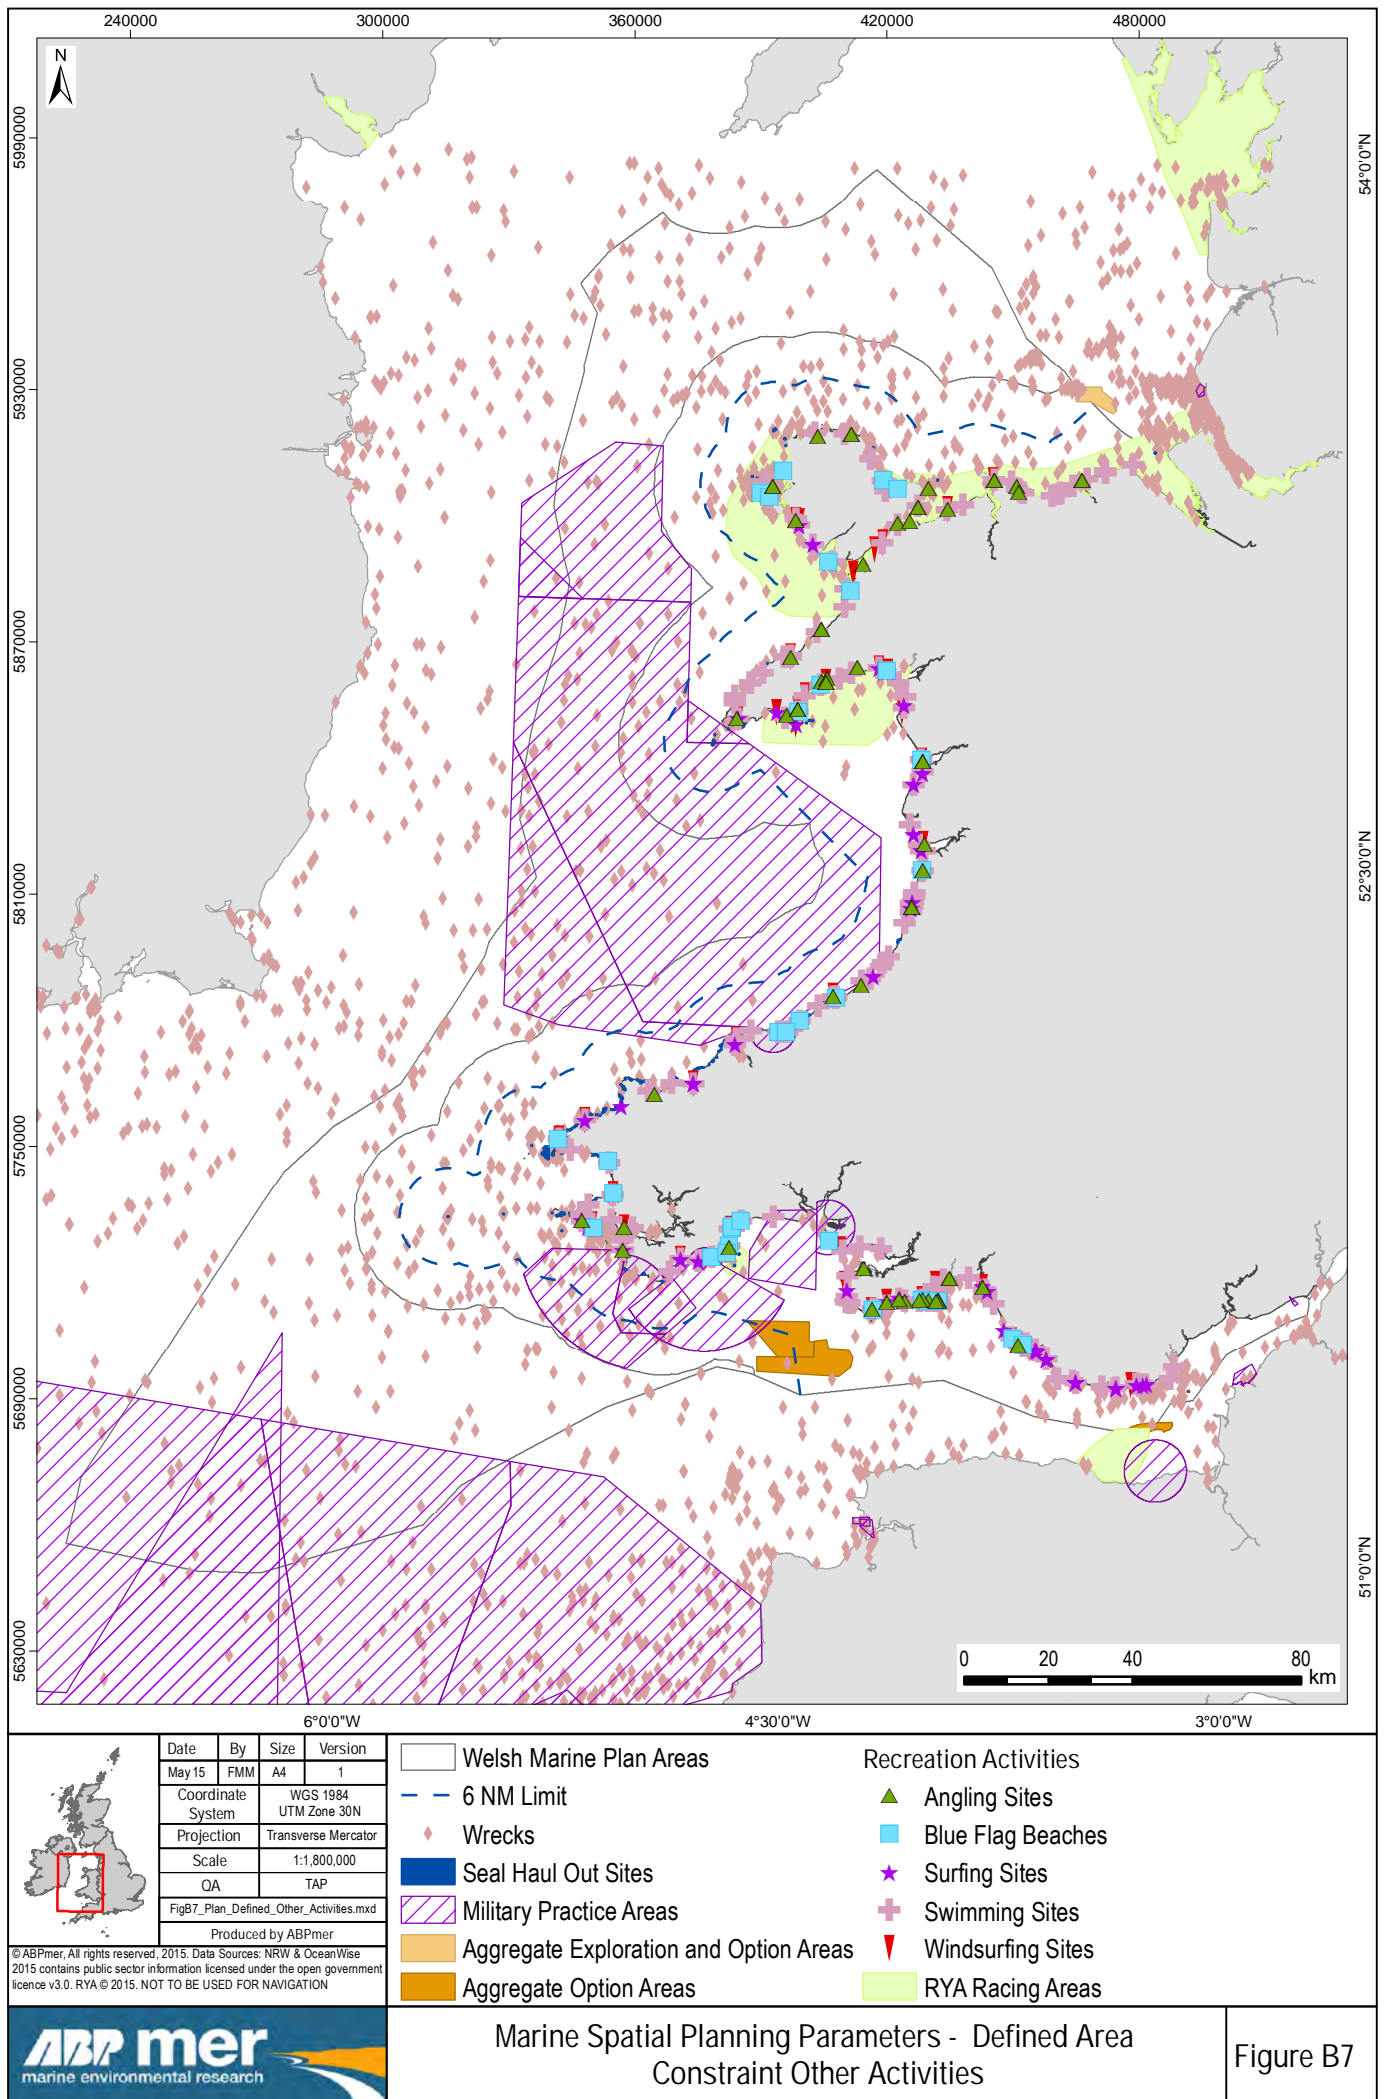 240000 300000 360000 420000 480000
N
5990000
5930000
5870000
5810000
5750000
5690000
5630000
54°0'0"N
52°30'0"N
51°0'0"N
0 20 40 80
km
6°0'0"W 4°30'0"W 3°0'0"W
Date By Size Version
May 15 FMM A4 1
Coordinate System WGS 1984 UTM Zone 30N
Projection Transverse Mercator
Scale 1:1,800,000
QA TAP
FigB7_Plan_Defined_Other_Activities.mxd
Produced by ABPmer
© ABPmer, All rights reserved, 2015. Data Sources: NRW & OceanWise
2015 contains public sector information licensed under the open government
licence v3.0. RYA © 2015. NOT TO BE USED FOR NAVIGATION
Welsh Marine Plan Areas
6 NM Limit
Wrecks
Seal Haul Out Sites
Military Practice Areas
Aggregate Exploration and Option Areas
Aggregate Option Areas
Recreation Activities
Angling Sites
Blue Flag Beaches
Surfing Sites
Swimming Sites
Windsurfing Sites
RYA Racing Areas
ABP mer
marine environmental research
Marine Spatial Planning Parameters - Defined Area
Constraint Other Activities
Figure B7